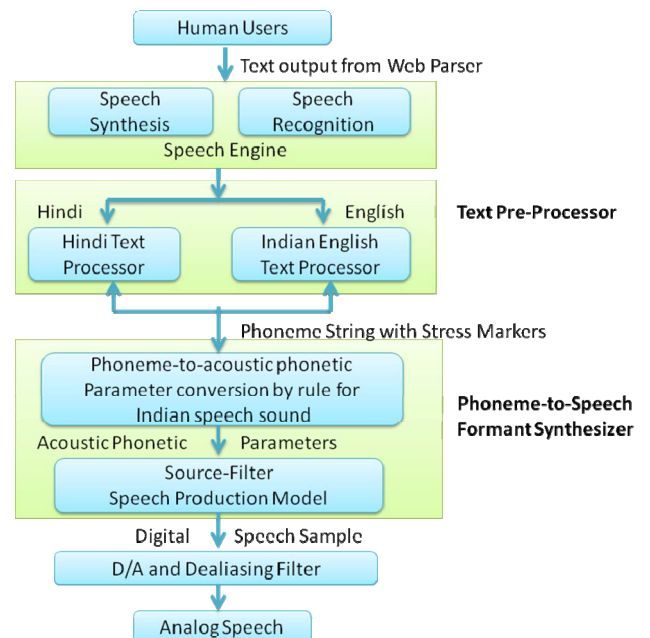 Human Users
Text output from Web Parser
Speech
Synthesis
Speech
Recognition
Speech Engine
Hindi
English
Text Pre-Processor
Hindi Text
Processor
Indian English
Text Processor
Phoneme String with Stress Markers
Phoneme-to-acoustic phonetic
Parameter conversion by rule for
Indian speech sound
Phoneme-to-Speech
Formant Synthesizer
Acoustic Phonetic Parameters
Source-Filter
Speech Production Model
Digital Speech Sample
D/A and Dealiasing Filter
Analog Speech